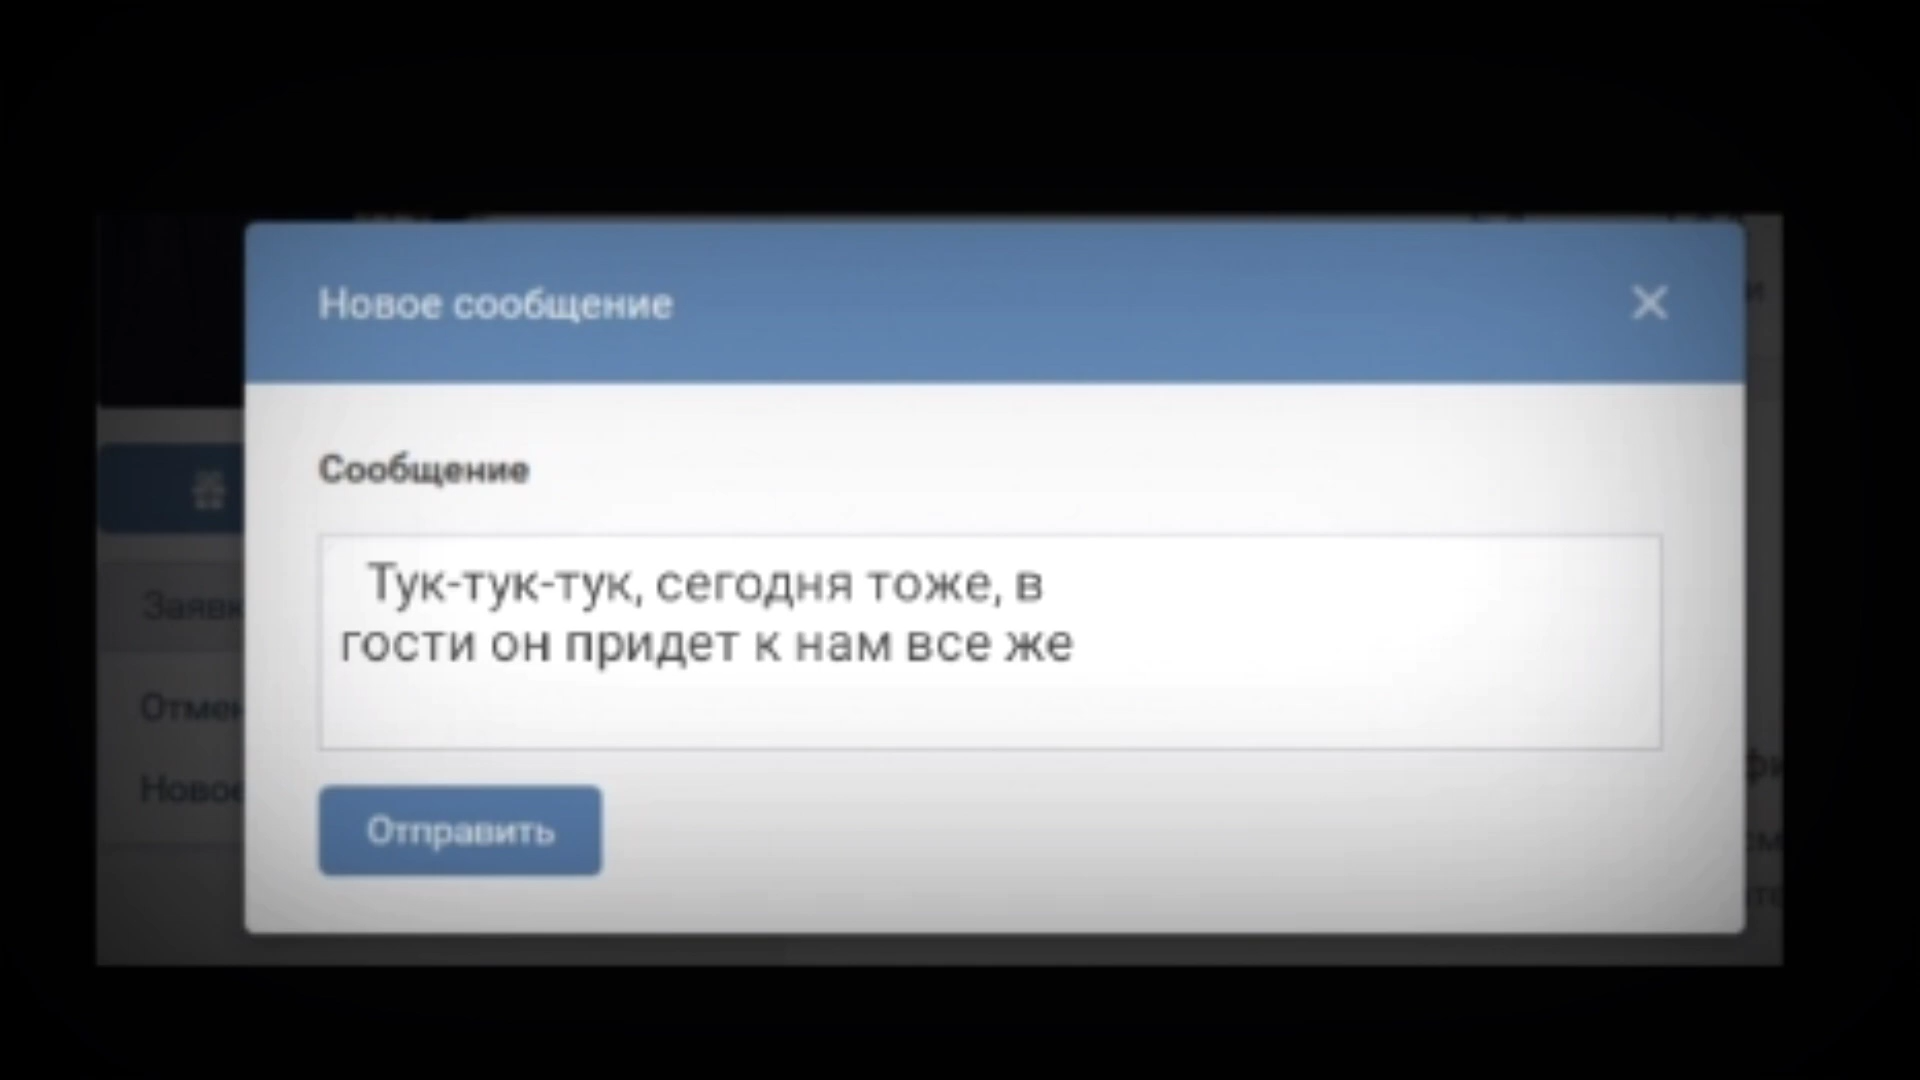 Новое сообщение
Сообщение
Тук-тук-тук, сегодня тоже, в
гости он придет к нам все же
Отправить